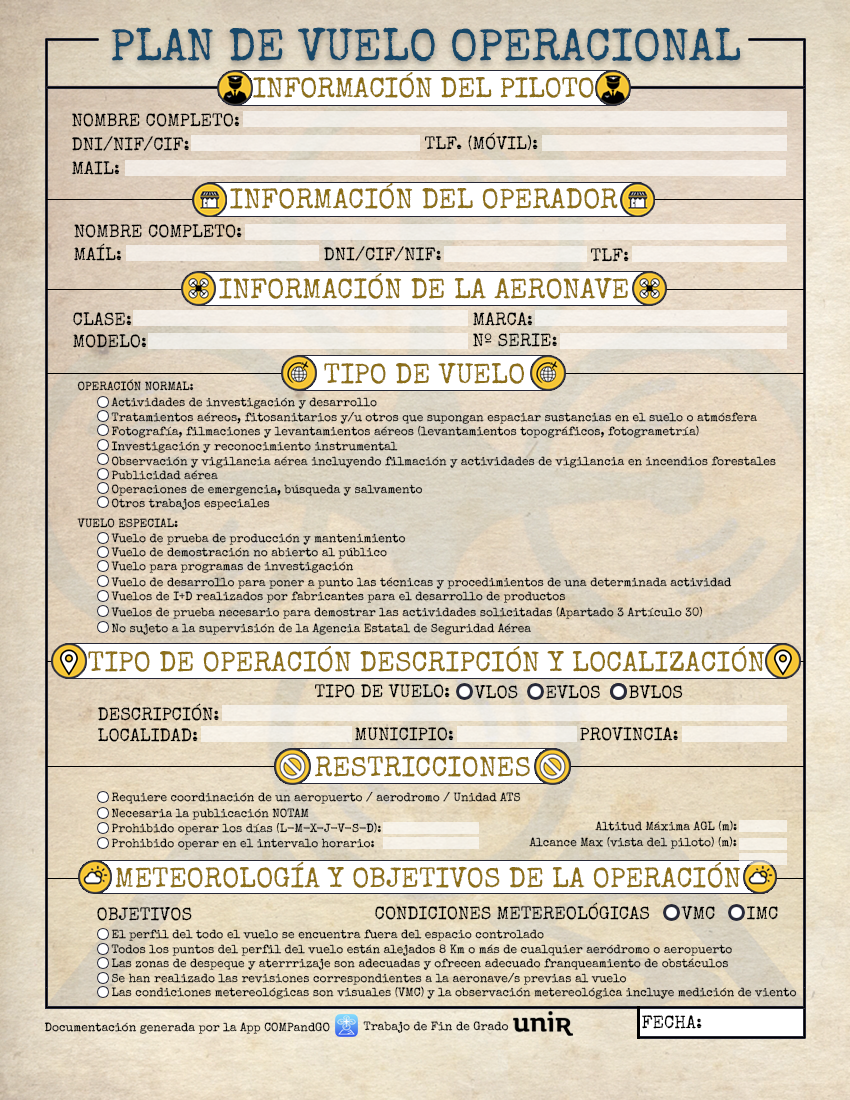 PLAN DE VUELO OPERACIONAL
INFORMACIÓN DEL PILOTO
NOMBRE COMPLETO:
DNI/NIF/CIF: TLF. (MÓVIL):
MAIL:
INFORMACIÓN DEL OPERADOR
NOMBRE COMPLETO:
MAÍL: DNI/CIF/NIF: TLF:
INFORMACIÓN DE LA AERONAVE
CLASE: MARCA:
MODELO: Nº SERIE:
TIPO DE VUELO
OPERACIÓN NORMAL:
Actividades de investigación y desarrollo
Tratamientos aéreos, fitosanitarios y/u otros que supongan espaciar sustancias en el suelo o atmósfera
Fotografía, filmaciones y levantamientos aéreos (levantamientos topográficos, fotogrametría)
Investigación y reconocimiento instrumental
Observación y vigilancia aérea incluyendo filmación y actividades de vigilancia en incendios forestales
Publicidad aérea
Operaciones de emergencia, búsqueda y salvamento
Otros trabajos especiales
VUELO ESPECIAL:
Vuelo de prueba de producción y mantenimiento
Vuelo de demostración no abierto al público
Vuelo para programas de investigación
Vuelo de desarrollo para poner a punto las técnicas y procedimientos de una determinada actividad
Vuelos de I+D realizados por fabricantes para el desarrollo de productos
Vuelos de prueba necesario para demostrar las actividades solicitadas (Apartado 3 Artículo 30)
No sujeto a la supervisión de la Agencia Estatal de Seguridad Aérea
TIPO DE OPERACIÓN DESCRIPCIÓN Y LOCALIZACIÓN
TIPO DE VUELO: VLOS EVLOS BVLOS
DESCRIPCIÓN:
LOCALIDAD: MUNICIPIO: PROVINCIA:
RESTRICCIONES
Requiere coordinación de un aeropuerto / aerodromo / Unidad ATS
Necesaria la publicación NOTAM
Prohibido operar los días (L-M-X-J-V-S-D): Altitud Máxima AGL (m):
Prohibido operar en el intervalo horario: Alcance Max (vista del piloto) (m):
METEOROLOGÍA Y OBJETIVOS DE LA OPERACIÓN
OBJETIVOS CONDICIONES METEREOLÓGICAS VMC IMC
El perfil del todo el vuelo se encuentra fuera del espacio controlado
Todos los puntos del perfil del vuelo están alejados 8 Km o más de cualquier aeródromo o aeropuerto
Las zonas de despeque y aterrrizaje son adecuadas y ofrecen adecuado franqueamiento de obstáculos
Se han realizado las revisiones correspondientes a la aeronave/s previas al vuelo
Las condiciones metereológicas son visuales (VMC) y la observación metereológica incluye medición de viento
Documentación generada por la App COMPandGO Trabajo de Fin de Grado unir FECHA: